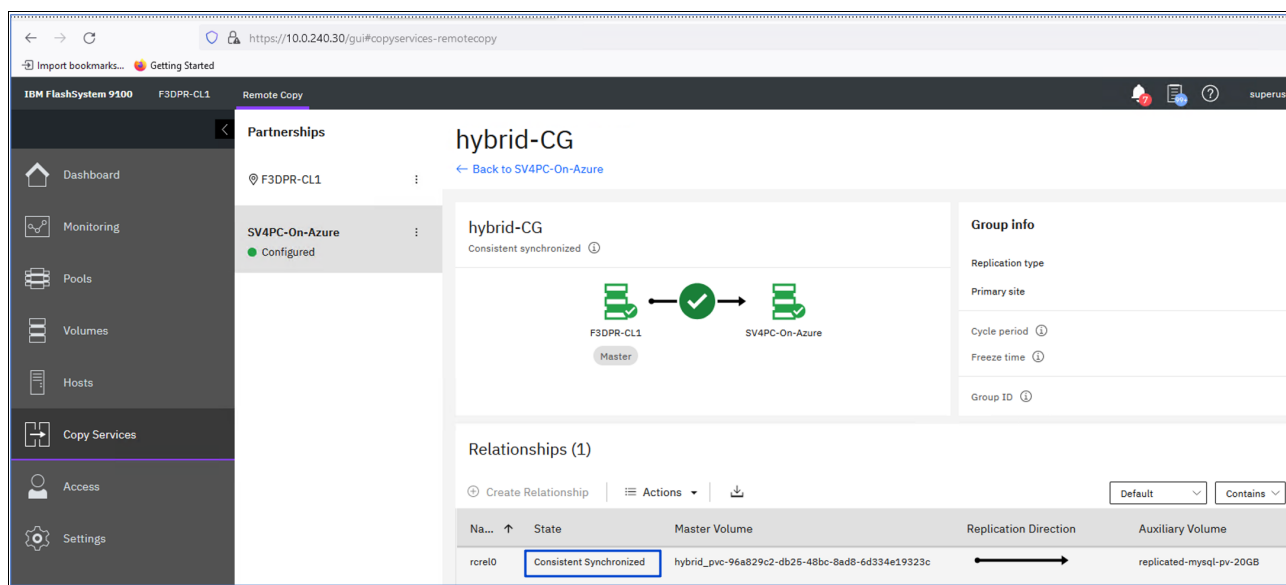 https://10.0.240.30/gui#copyservices-remotecopy
Import bookmarks... Getting Started
IBM FlashSystem 9100 F3DPR-CL1 Remote Copy 7 99+ superus
Partnerships
F3DPR-CL1
SV4PC-On-Azure
Configured
Dashboard
Monitoring
Pools
Volumes
Hosts
Copy Services
Access
Settings
hybrid-CG
← Back to SV4PC-On-Azure
hybrid-CG
Consistent synchronized
F3DPR-CL1 SV4PC-On-Azure
Master
Group info
Replication type
Primary site
Cycle period
Freeze time
Group ID
Relationships (1)
Create Relationship Actions Default Contains
Na... ↑ State Master Volume Replication Direction Auxiliary Volume
rcrel0 Consistent Synchronized hybrid_pvc-96a829c2-db25-48bc-8ad8-6d334e19323c replicated-mysql-pv-20GB